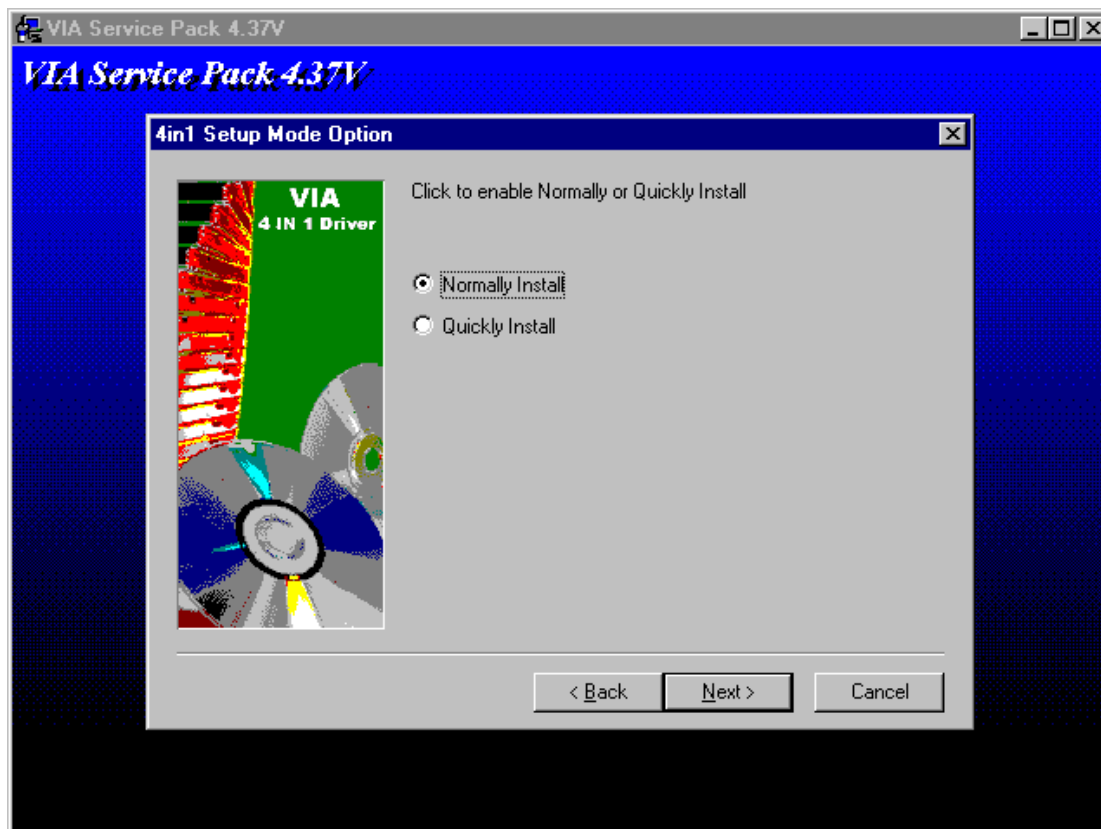 VIA Service Pack 4.37V
VIA Service Pack 4.37V
4in1 Setup Mode Option
VIA
4 IN 1 Driver
Click to enable Normally or Quickly Install
Normally Install
Quickly Install
< Back
Next >
Cancel